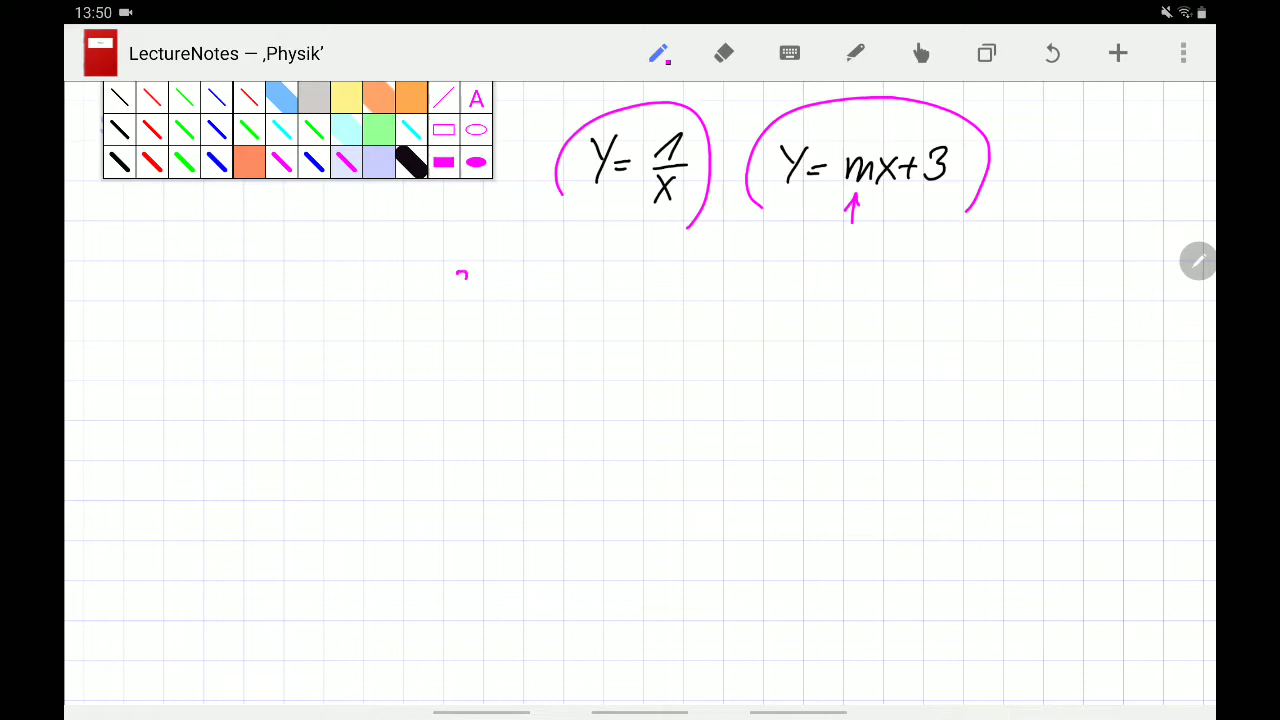 13:50
LectureNotes — ‚Physik’
A
Y = 1/x
Y = mx+3